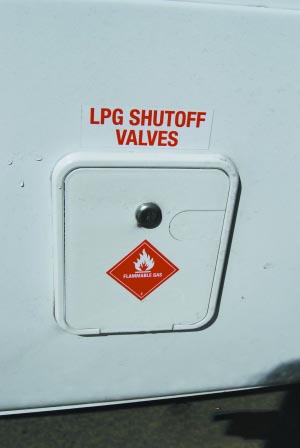 LPG SHUTOFF
VALVES
FLAMMABLE GAS